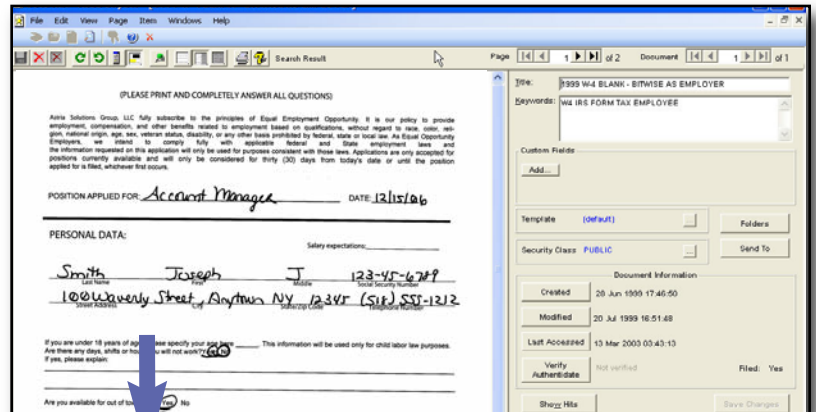 File Edit View Page Item Windows Help
Search Result
Page 1 of 2 Document 1 of 1
(PLEASE PRINT AND COMPLETELY ANSWER ALL QUESTIONS)
Astria Solutions Group, LLC fully subscribe to the principles of Equal Employment Opportunity. It is our policy to provide
employment, compensation, and other benefits related to employment based on qualifications, without regard to race, color, reli-
gion, national origin, age, sex, veteran status, disability, or any other basis prohibited by federal, state or local law. As Equal Opportunity
Employers, we intend to comply fully with applicable federal and State employment laws and
the information requested on this application will only be used for purposes consistent with those laws. Applications are only accepted for
positions currently available and will only be considered for thirty (30) days from today's date or until the position
applied for is filled, whichever first occurs.
POSITION APPLIED FOR: Account Manager DATE: 12/15/06
PERSONAL DATA:
Salary expectations:
Smith Joseph J 123-45-6789
Last Name First Middle Social Security Number
100 Waverly Street, Anytown NY 12345 (518) 555-1212
Street Address City State/Zip Code Telephone Number
If you are under 18 years of age, please specify your age here This information will be used only for child labor law purposes.
Are there any days, shifts or hours you will not work? Yes No
If yes, please explain:
Are you available for out of Yes No
Title: 1999 W-4 BLANK - BITWISE AS EMPLOYER
Keywords: W4 IRS FORM TAX EMPLOYEE
Custom Fields
Add...
Template (default) ... Folders
Security Class PUBLIC ... Send To
Document Information
Created 28 Jun 1999 17:46:50
Modified 20 Jul 1999 16:51:48
Last Accessed 13 Mar 2003 03:43:13
Verify Authentidate Not verified Filed: Yes
Show Hits Save Changes